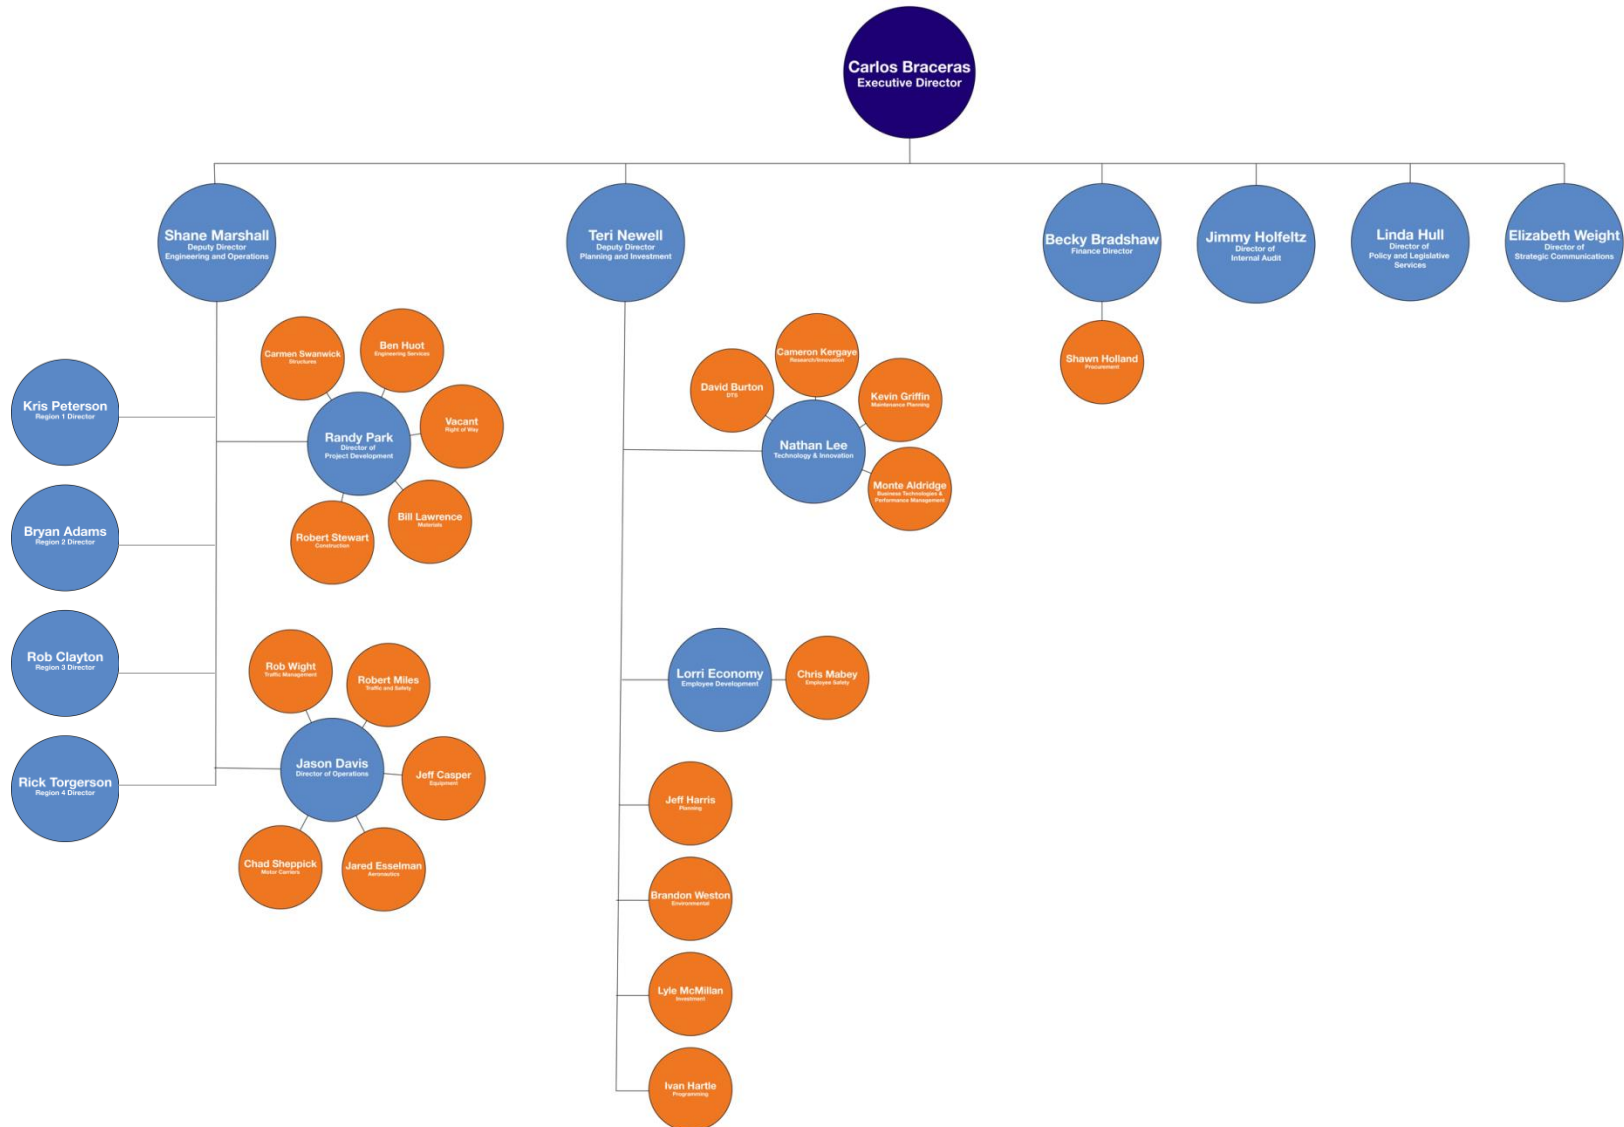 Carlos Braceras
Executive Director
Shane Marshall
Deputy Director
Engineering and Operations
Teri Newell
Deputy Director
Planning and Investment
Becky Bradshaw
Finance Director
Jimmy Holfeltz
Director of
Internal Audit
Linda Hull
Director of
Policy and Legislative
Services
Elizabeth Weight
Director of
Strategic Communications
Kris Peterson
Region 1 Director
Bryan Adams
Region 2 Director
Rob Clayton
Region 3 Director
Rick Torgerson
Region 4 Director
Carmen Swanwick
Structures
Ben Huot
Engineering Services
Vacant
Right of Way
Randy Park
Director of
Project Development
Bill Lawrence
Materials
Robert Stewart
Construction
Rob Wight
Traffic Management
Robert Miles
Traffic and Safety
Jason Davis
Director of Operations
Jeff Casper
Equipment
Chad Sheppick
Motor Carriers
Jared Esselman
Aeronautics
David Burton
DTS
Cameron Kergaye
Research/Innovation
Kevin Griffin
Maintenance Planning
Nathan Lee
Technology & Innovation
Monte Aldridge
Business Technologies &
Performance Management
Lorri Economy
Employee Development
Chris Mabey
Employee Safety
Jeff Harris
Planning
Brandon Weston
Environmental
Lyle McMillan
Investment
Ivan Hartle
Programming
Shawn Holland
Procurement